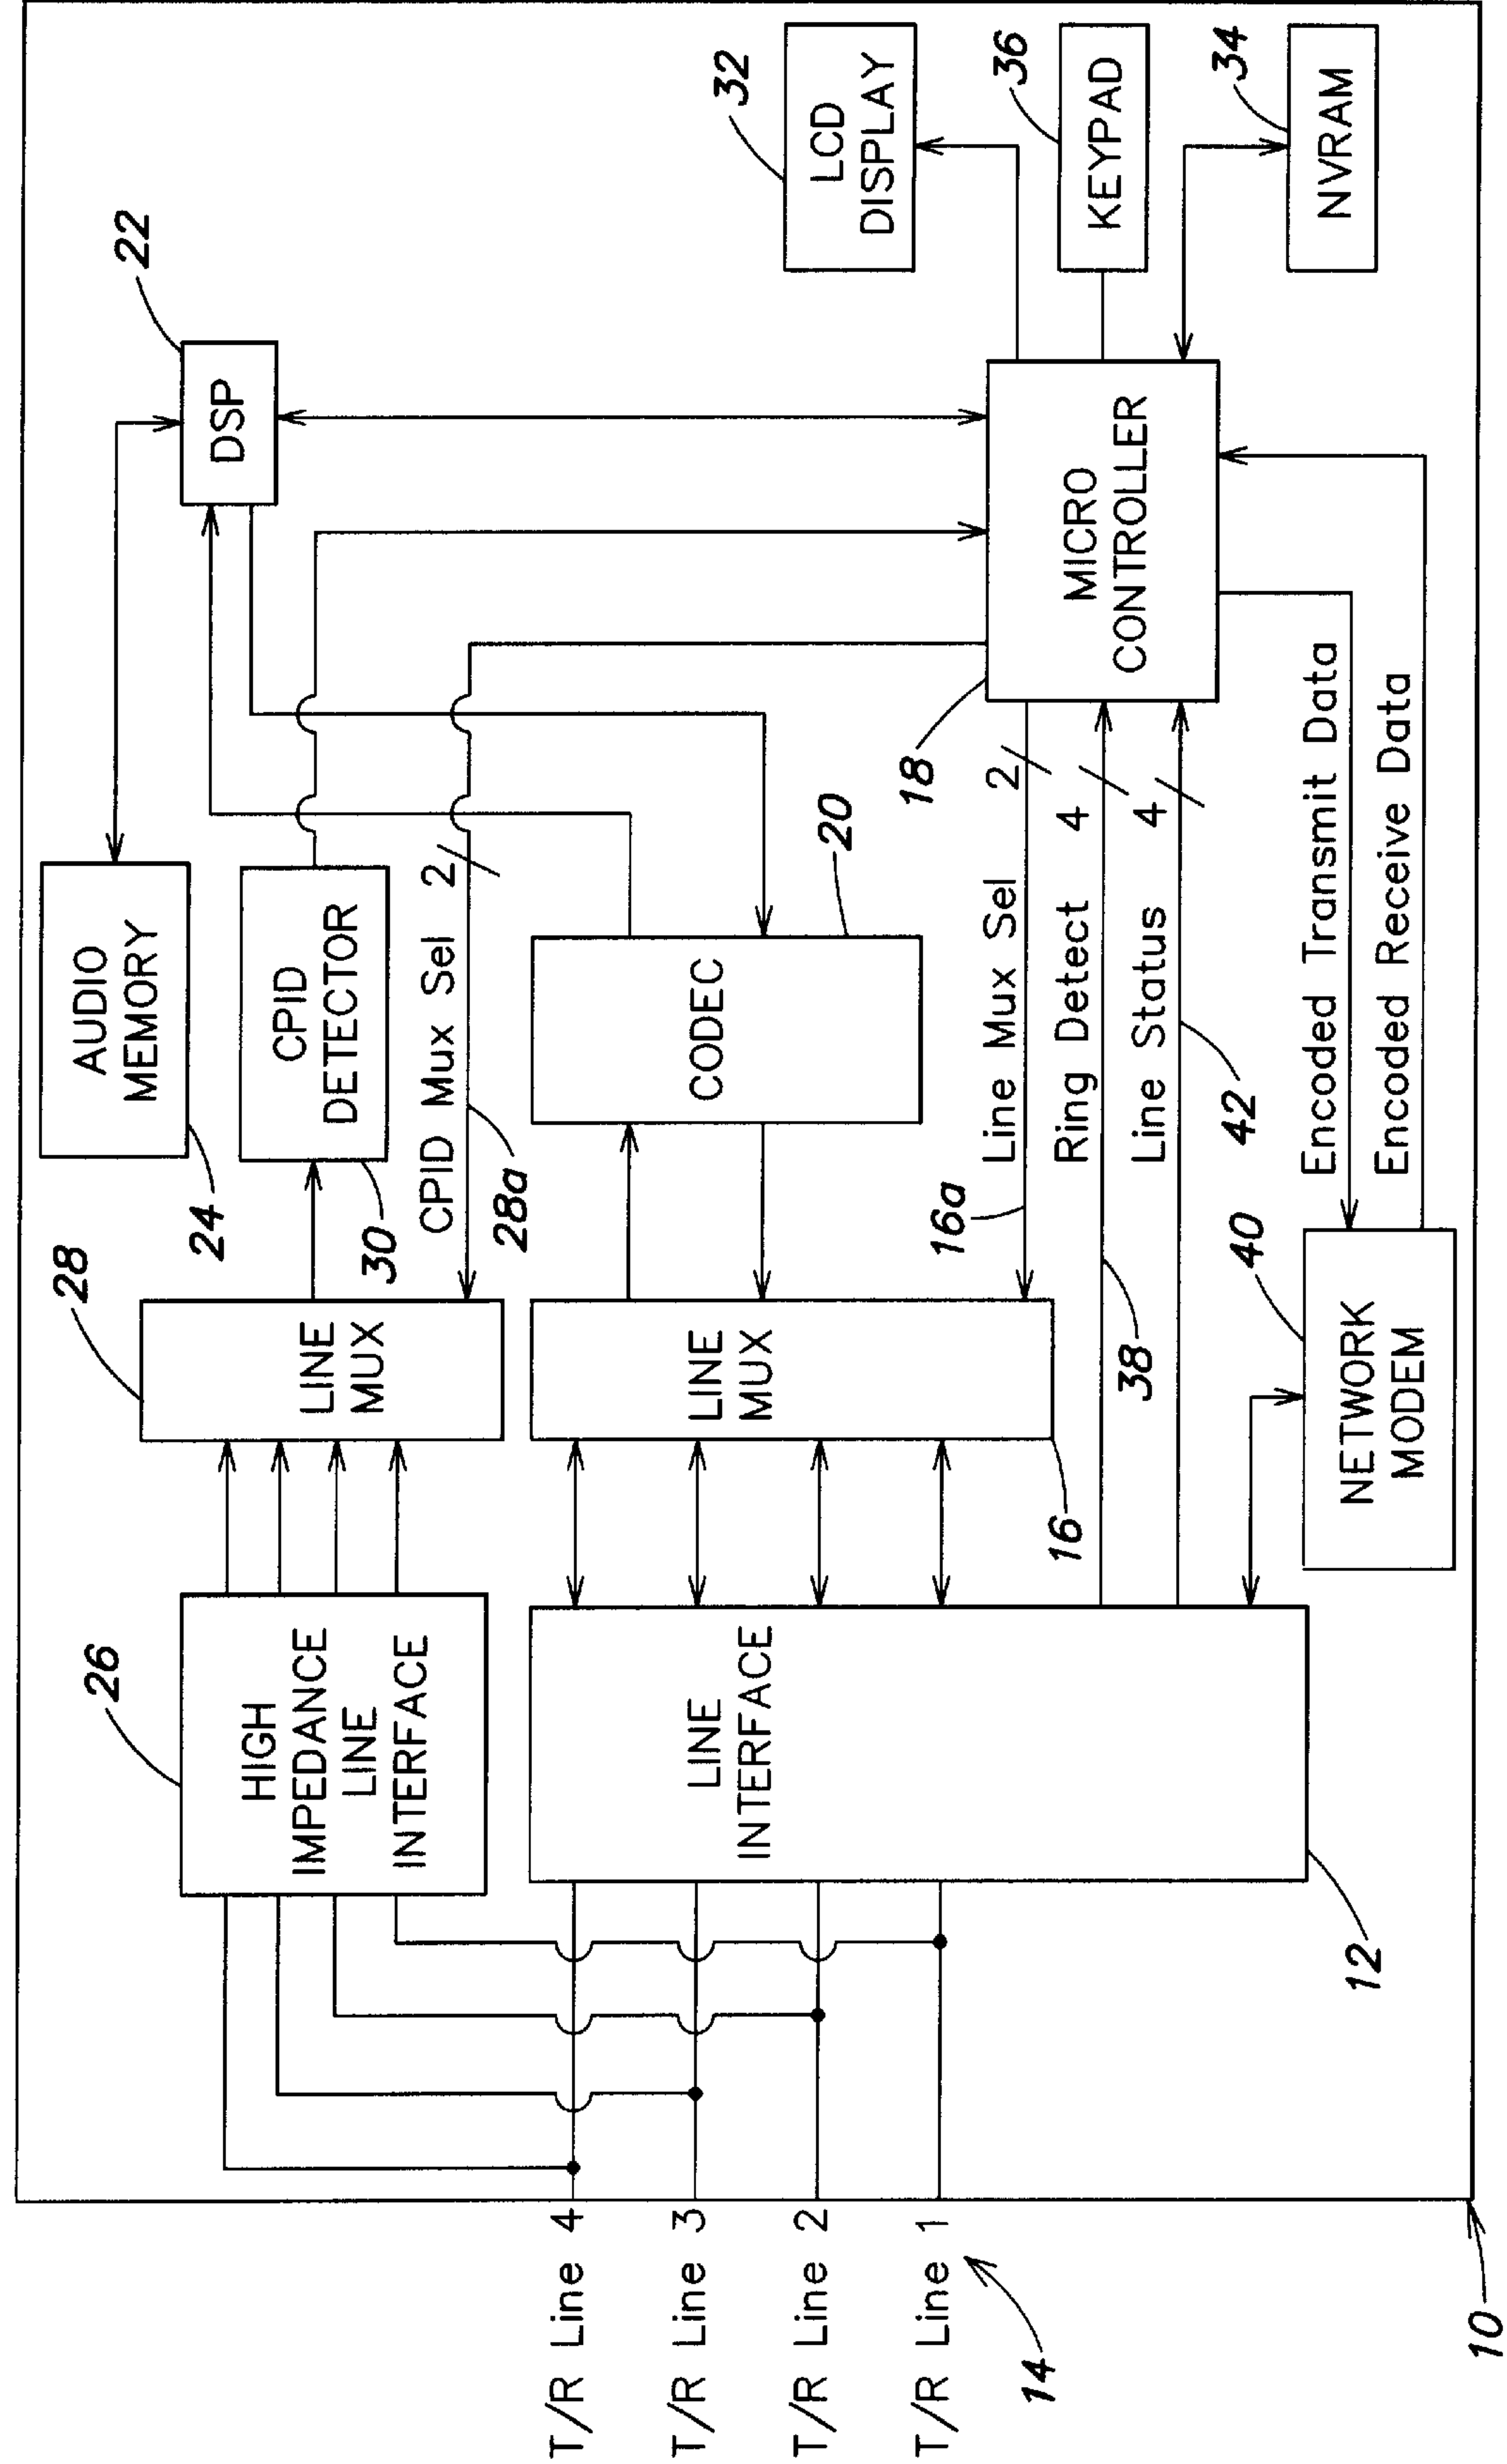 AUDIO
MEMORY
24
DSP
22
28
CPID
DETECTOR
30
26
HIGH
IMPEDANCE
LINE
INTERFACE
LINE
MUX
CPID Mux Sel
2
28a
T/R Line 4
T/R Line 3
T/R Line 2
T/R Line 1
14
LINE
INTERFACE
12
LINE
MUX
16
CODEC
20
LCD
DISPLAY
32
18
MICRO
CONTROLLER
KEYPAD
36
NVRAM
34
16a
Line Mux Sel
2
Ring Detect
4
38
Line Status
4
42
40
NETWORK
MODEM
Encoded Transmit Data
Encoded Receive Data
10